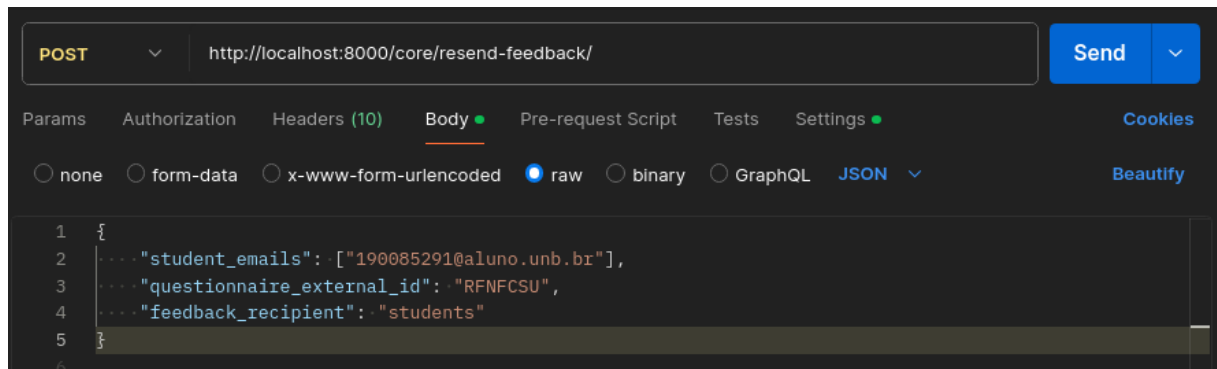 POST http://localhost:8000/core/resend-feedback/ Send
Params Authorization Headers (10) Body Pre-request Script Tests Settings Cookies
none form-data x-www-form-urlencoded raw binary GraphQL JSON Beautify
1 {
2 ····"student_emails":·["190085291@aluno.unb.br"],
3 ····"questionnaire_external_id":·"RFNFCSU",
4 ····"feedback_recipient":·"students"
5 }
6